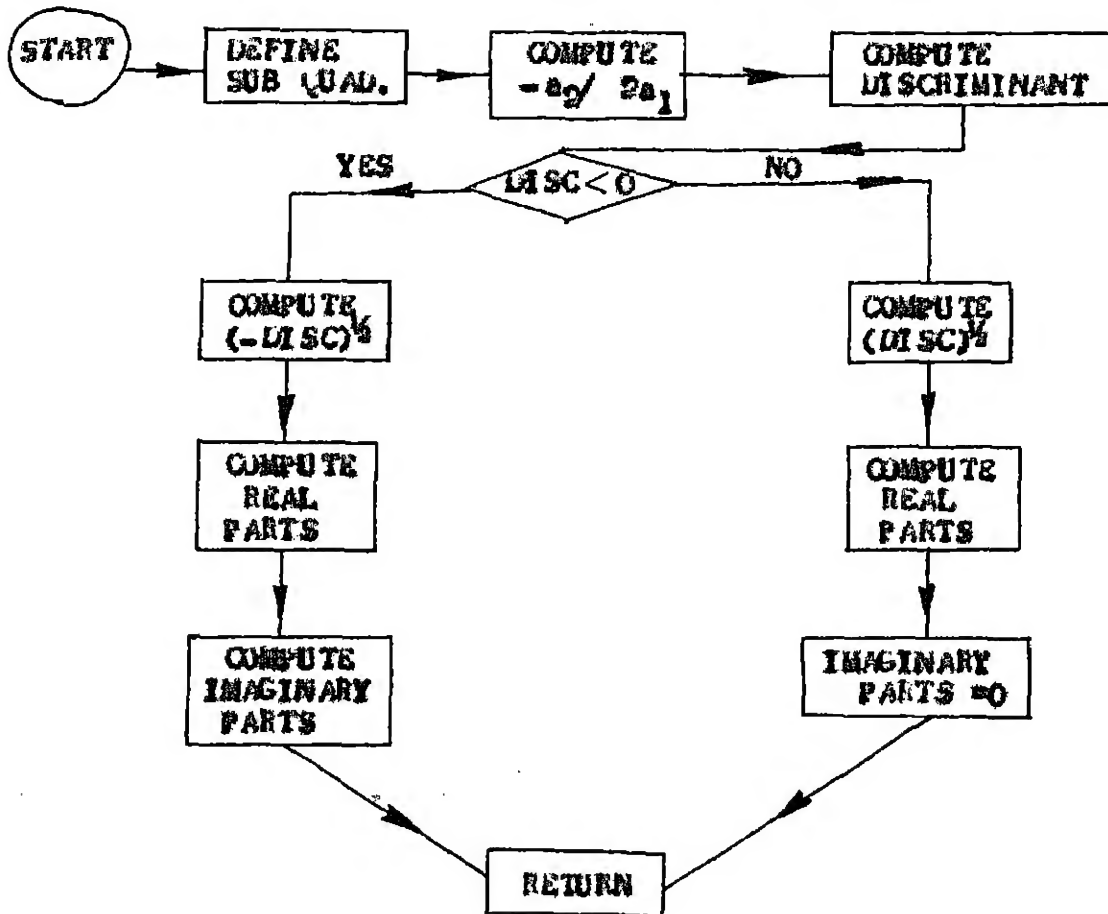 START
DEFINE
SUB QUAD.
COMPUTE
-a2/ 2a1
COMPUTE
DISCRIMINANT
YES
DISC<0
NO
COMPUTE
(-DISC)½
COMPUTE
(DISC)½
COMPUTE
REAL
PARTS
COMPUTE
REAL
PARTS
COMPUTE
IMAGINARY
PARTS
IMAGINARY
PARTS =0
RETURN